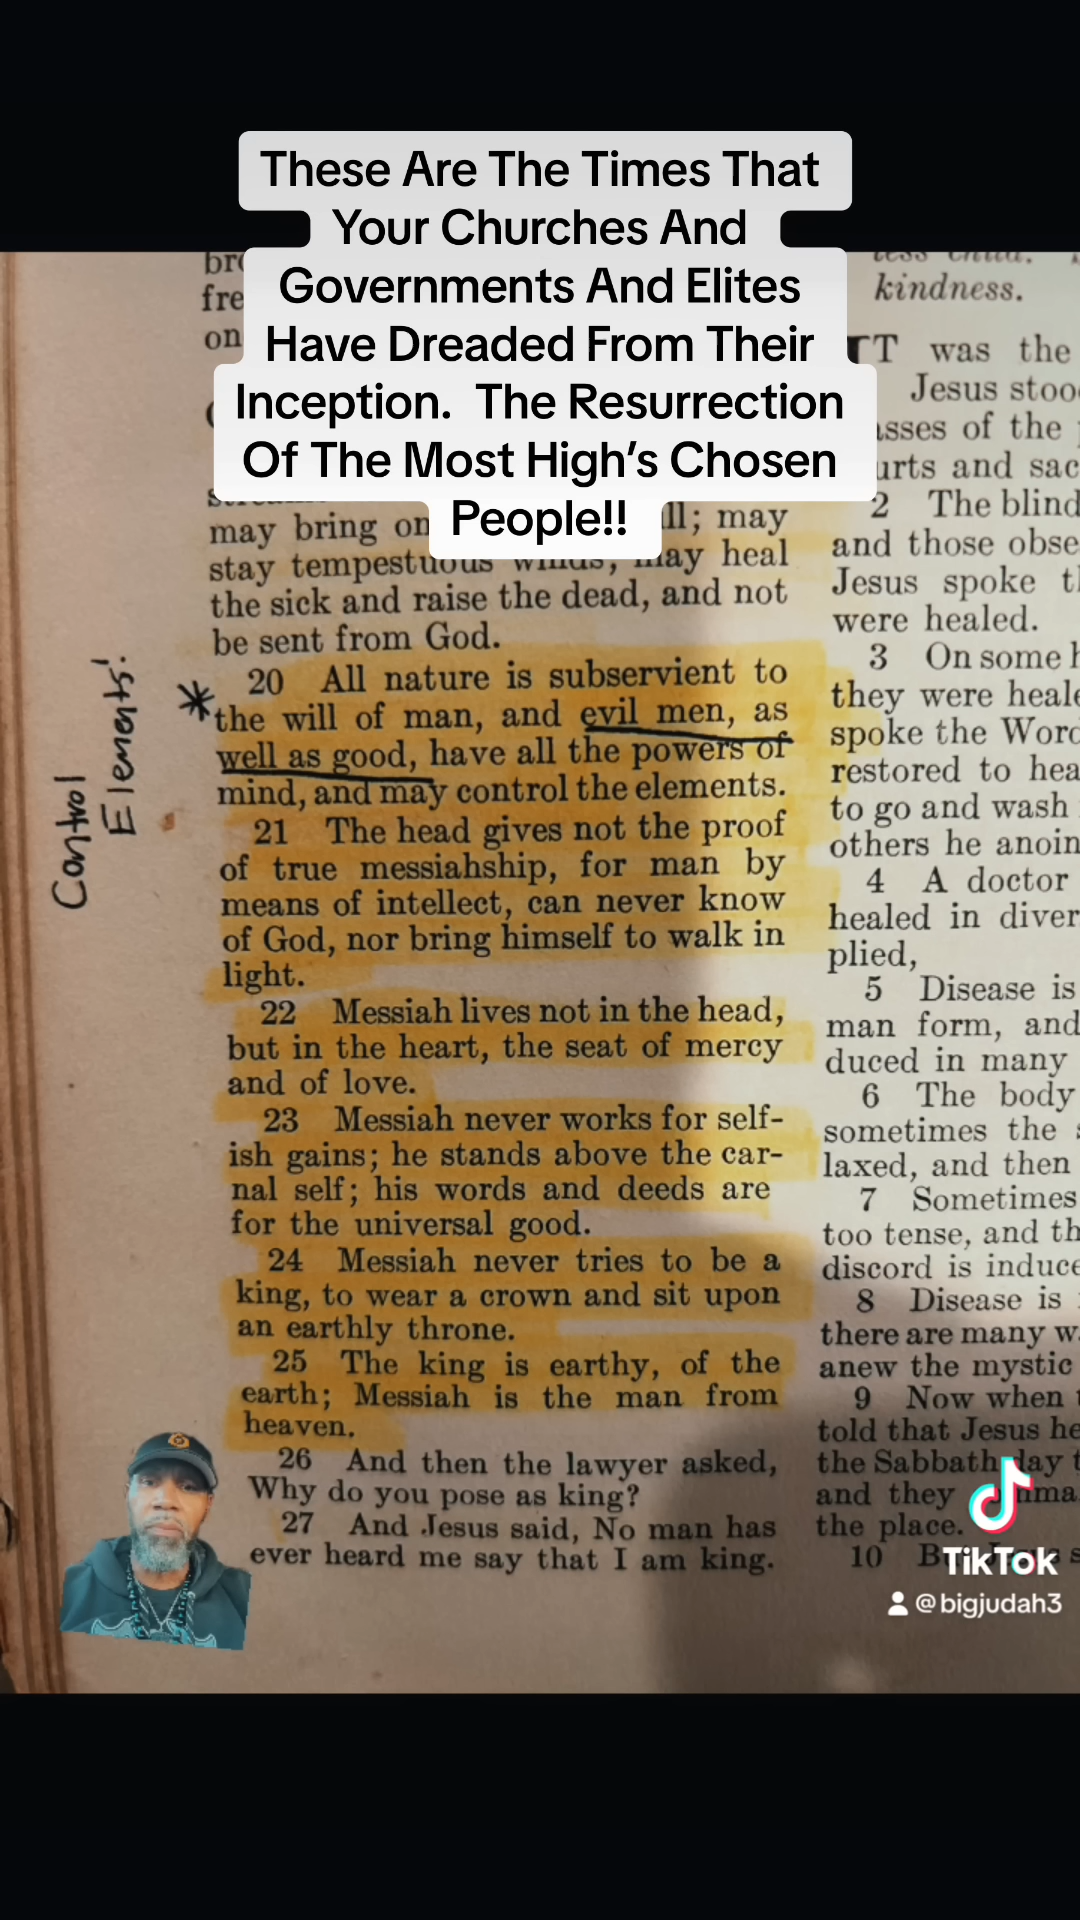 These Are The Times That
Your Churches And
Governments And Elites
Have Dreaded From Their
Inception.  The Resurrection
Of The Most High’s Chosen
People!!
fre
on
may bring on ll; may
stay tempestuous winds, may heal
the sick and raise the dead, and not
be sent from God.
20 All nature is subservient to
the will of man, and evil men, as
well as good, have all the powers of
mind, and may control the elements.
21 The head gives not the proof
of true messiahship, for man by
means of intellect, can never know
of God, nor bring himself to walk in
light.
22 Messiah lives not in the head,
but in the heart, the seat of mercy
and of love.
23 Messiah never works for self-
ish gains; he stands above the car-
nal self; his words and deeds are
for the universal good.
24 Messiah never tries to be a
king, to wear a crown and sit upon
an earthly throne.
25 The king is earthy, of the
earth; Messiah is the man from
heaven.
26 And then the lawyer asked,
Why do you pose as king?
27 And Jesus said, No man has
ever heard me say that I am king.
Control
Elements!
kindness.
IT was the
Jesus stood
asses of the
urts and sac
2 The blind
and those obse
Jesus spoke th
were healed.
3 On some h
they were heale
spoke the Word
restored to hea
to go and wash
others he anoin
4 A doctor
healed in diver
plied,
5 Disease is
man form, and
duced in many
6 The body
sometimes the s
laxed, and then
7 Sometimes
too tense, and th
discord is induce
8 Disease is
there are many w
anew the mystic
9 Now when t
told that Jesus he
the Sabbath day t
and they
the place.
10
TikTok
@bigjudah3